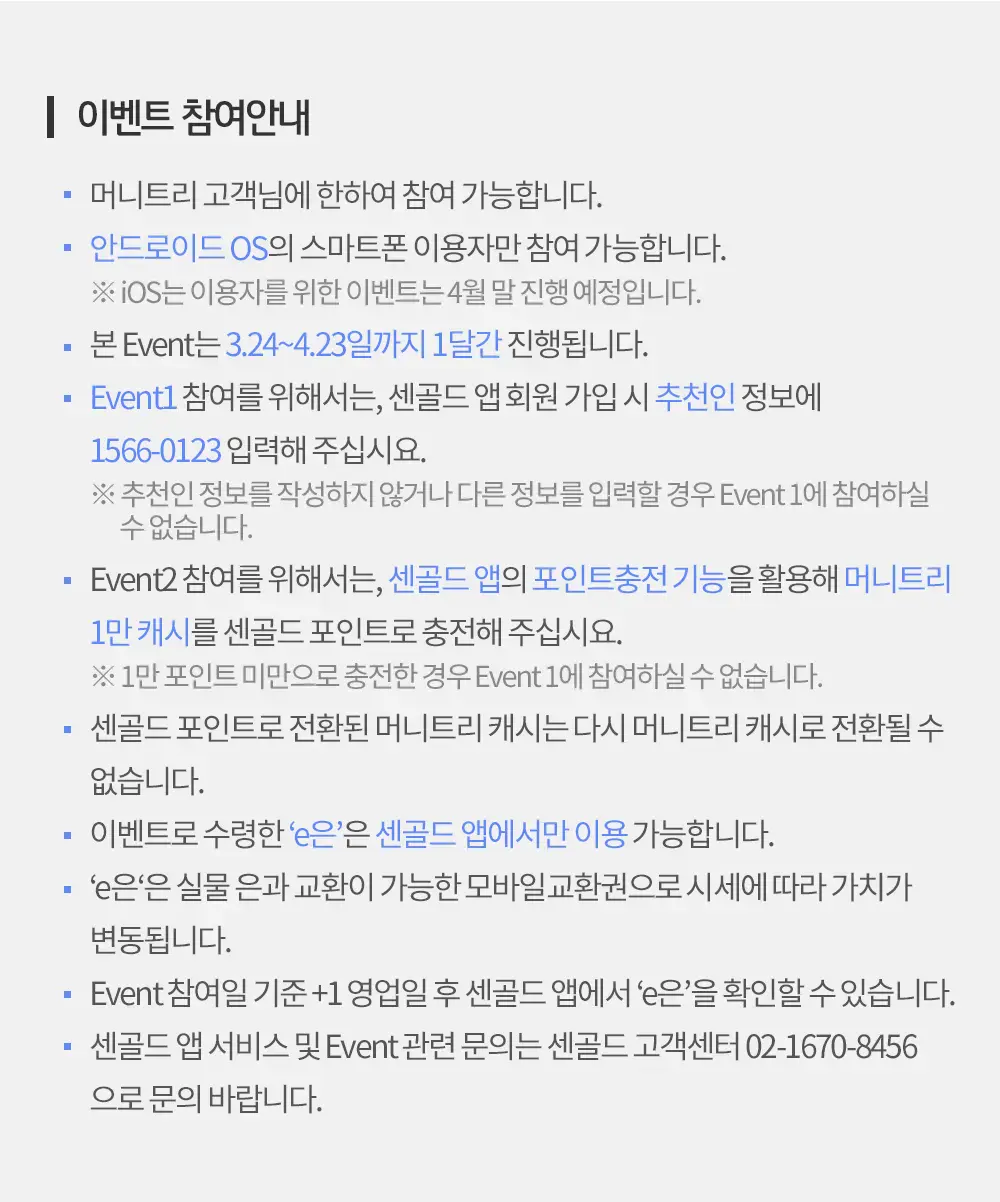 이벤트 참여안내
머니트리 고객님에 한하여 참여 가능합니다.
안드로이드 OS의 스마트폰 이용자만 참여 가능합니다.
※ iOS는 이용자를 위한 이벤트는 4월 말 진행 예정입니다.
본 Event는 3.24~4.23일까지 1달간 진행됩니다.
Event1 참여를 위해서는, 센골드 앱 회원 가입 시 추천인 정보에
1566-0123 입력해 주십시요.
※ 추천인 정보를 작성하지 않거나 다른 정보를 입력할 경우 Event 1에 참여하실
수 없습니다.
Event2 참여를 위해서는, 센골드 앱의 포인트충전 기능을 활용해 머니트리
1만 캐시를 센골드 포인트로 충전해 주십시요.
※ 1만 포인트 미만으로 충전한 경우 Event 1에 참여하실 수 없습니다.
센골드 포인트로 전환된 머니트리 캐시는 다시 머니트리 캐시로 전환될 수
없습니다.
이벤트로 수령한 ‘e은’은 센골드 앱에서만 이용 가능합니다.
‘e은‘은 실물 은과 교환이 가능한 모바일교환권으로 시세에 따라 가치가
변동됩니다.
Event 참여일 기준 +1 영업일 후 센골드 앱에서 ‘e은’을 확인할 수 있습니다.
센골드 앱 서비스 및 Event 관련 문의는 센골드 고객센터 02-1670-8456
으로 문의 바랍니다.